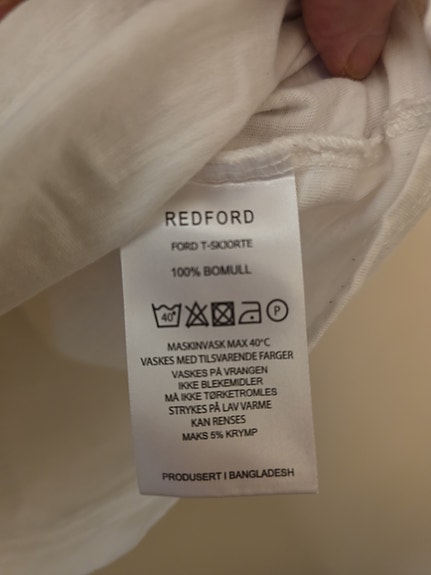 REDFORD
FORD T-SKJORTE
100% BOMULL
40° P
MASKINVASK MAX 40°C
VASKES MED TILSVARENDE FARGER
VASKES PÅ VRANGEN
IKKE BLEKEMIDLER
MÅ IKKE TØRKETROMLES
STRYKES PÅ LAV VARME
KAN RENSES
MAKS 5% KRYMP
PRODUSERT I BANGLADESH